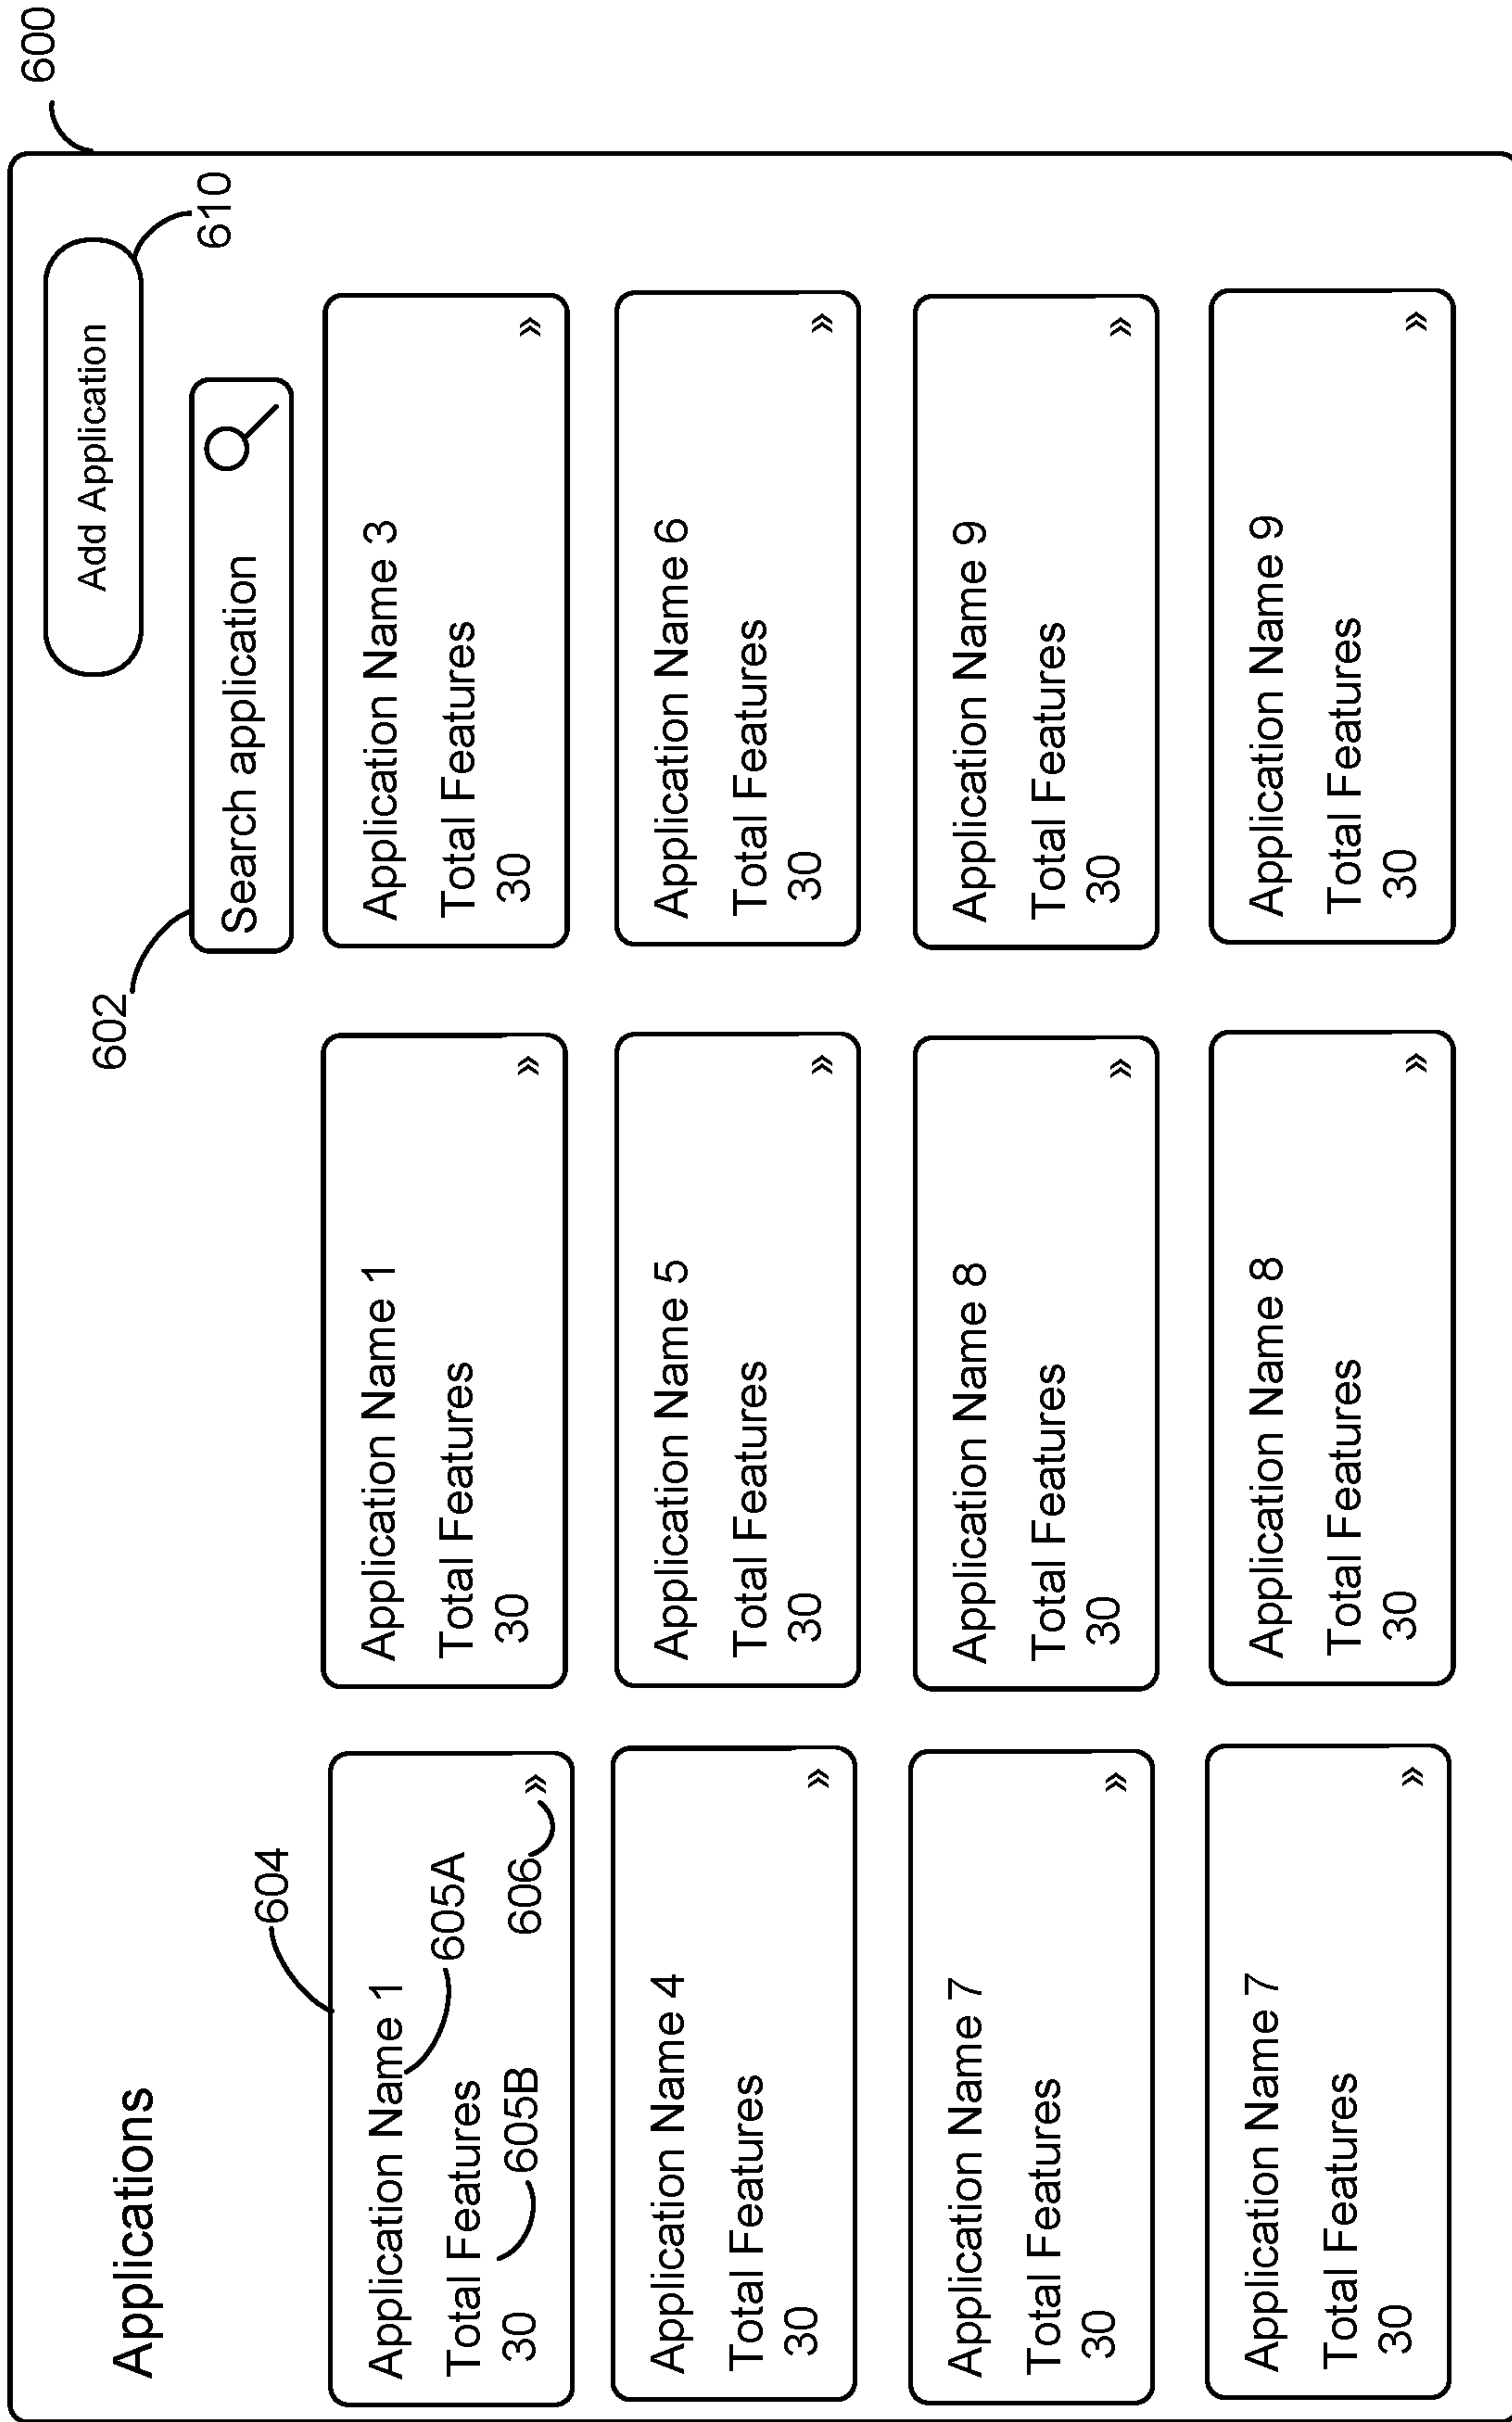 600
Applications
Add Application
610
602
Search application
604
Application Name 1
605A
Total Features
605B
30
606
»
Application Name 1
Total Features
30
»
Application Name 3
Total Features
30
»
Application Name 4
Total Features
30
»
Application Name 5
Total Features
30
»
Application Name 6
Total Features
30
»
Application Name 7
Total Features
30
»
Application Name 8
Total Features
30
»
Application Name 9
Total Features
30
»
Application Name 7
Total Features
30
»
Application Name 8
Total Features
30
»
Application Name 9
Total Features
30
»